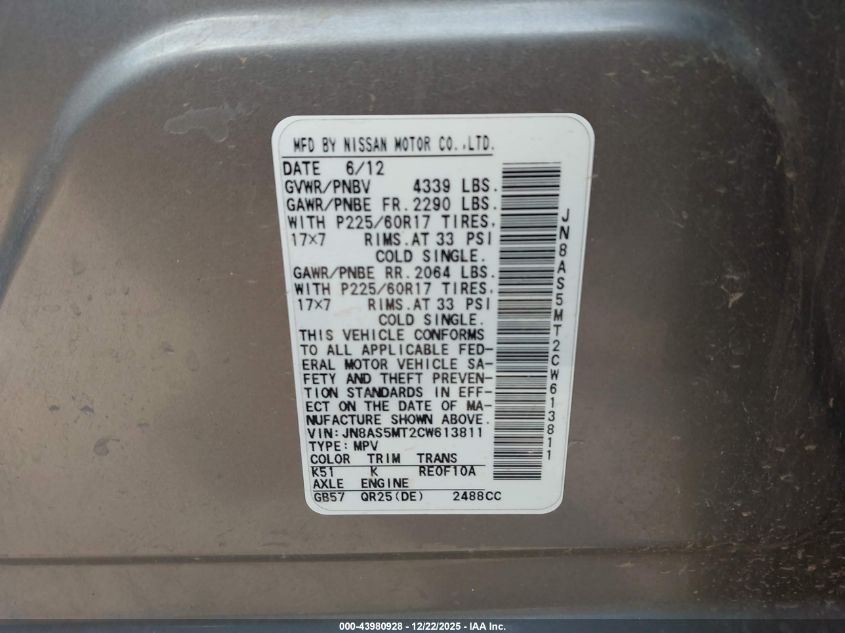 MFD BY NISSAN MOTOR CO.,LTD.
DATE 6/12
GVWR/PNBV 4339 LBS.
GAWR/PNBE FR. 2290 LBS.
WITH P225/60R17 TIRES,
17×7 RIMS.AT 33 PSI
COLD SINGLE.
GAWR/PNBE RR. 2064 LBS.
WITH P225/60R17 TIRES,
17×7 RIMS.AT 33 PSI
COLD SINGLE.
THIS VEHICLE CONFORMS
TO ALL APPLICABLE FED-
ERAL MOTOR VEHICLE SA-
FETY AND THEFT PREVEN-
TION STANDARDS IN EFF-
ECT ON THE DATE OF MA-
NUFACTURE SHOWN ABOVE.
VIN:JN8AS5MT2CW613811
TYPE: MPV
COLOR TRIM TRANS
K51 K RE0F10A
AXLE ENGINE
GB57 QR25(DE) 2488CC
JN8AS5MT2CW613811
000-43980928 - 12/22/2025 - IAA Inc.